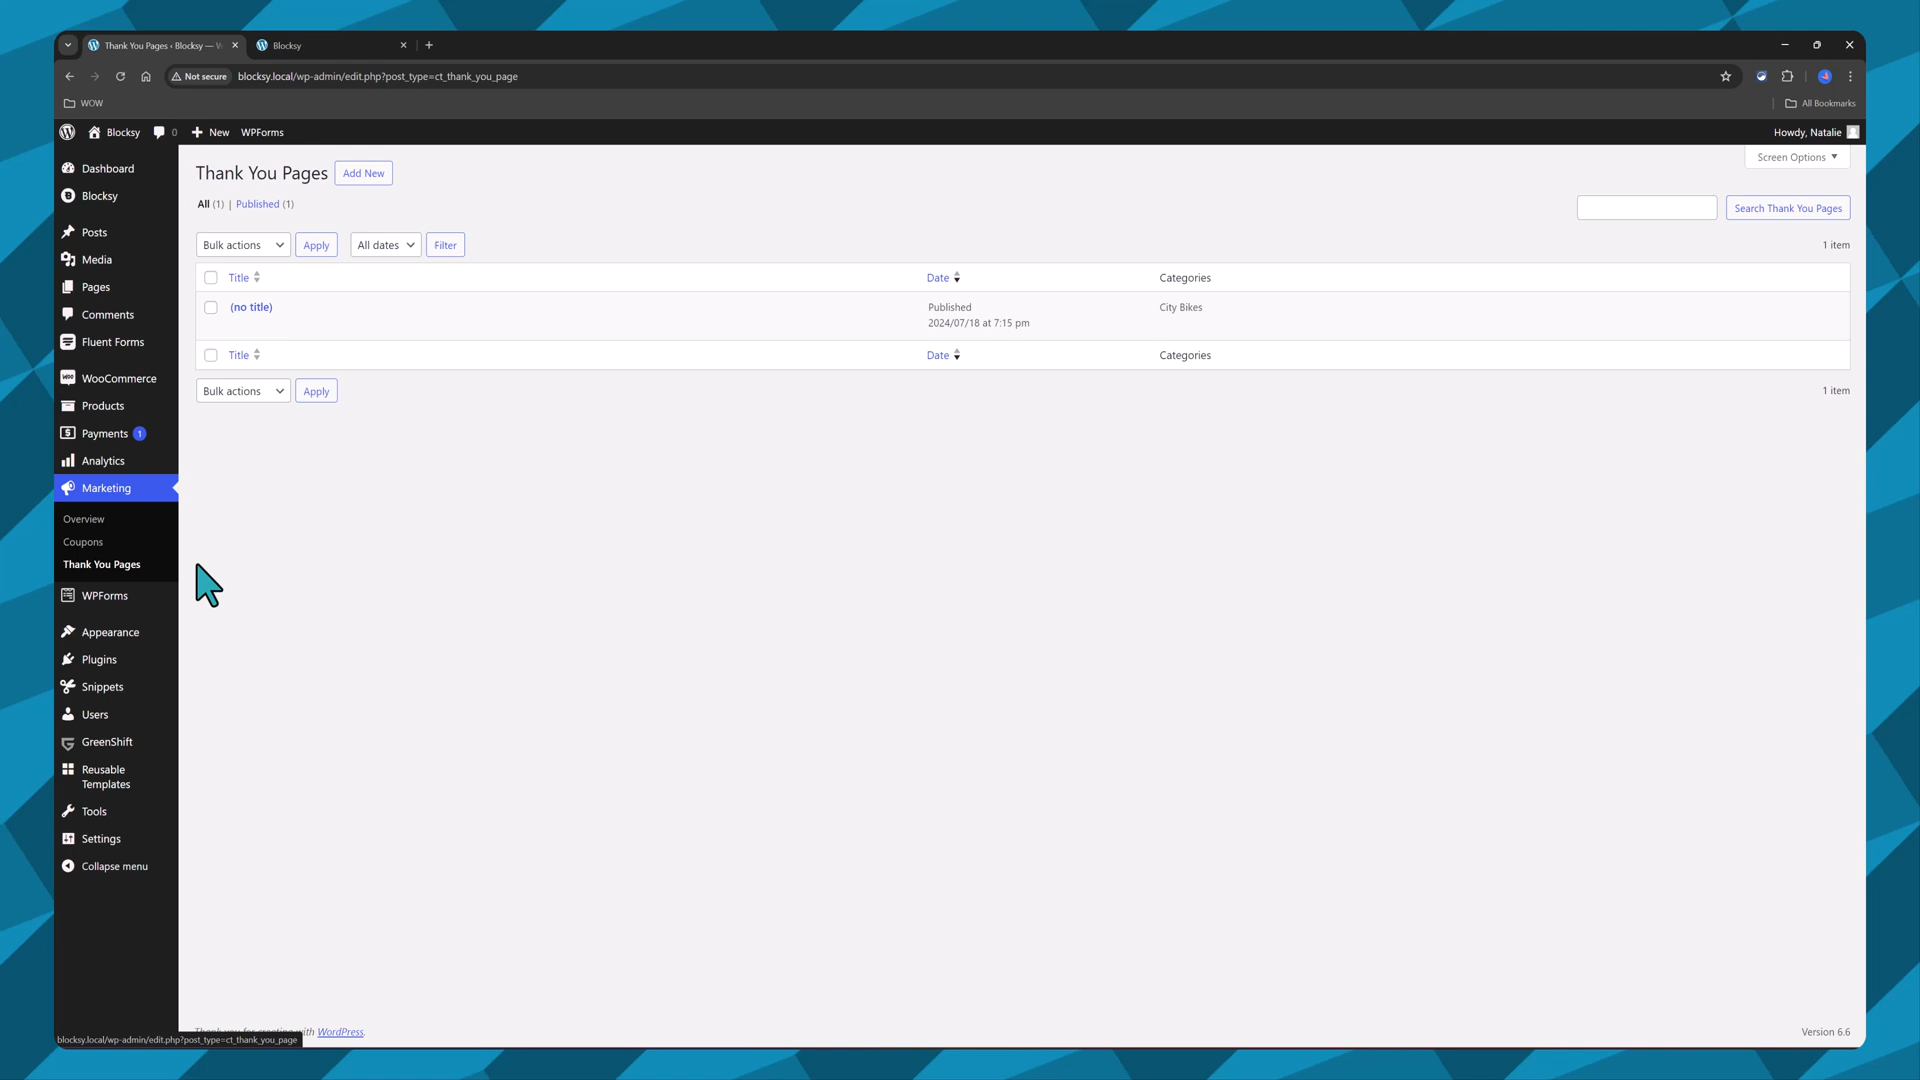 Thank You Pages ‹ Blocksy — W
Blocksy
Not secure
blocksy.local/wp-admin/edit.php?post_type=ct_thank_you_page
WOW
All Bookmarks
Blocksy
0
New
WPForms
Howdy, Natalie
Dashboard
Blocksy
Posts
Media
Pages
Comments
Fluent Forms
WooCommerce
Products
Payments 1
Analytics
Marketing
Overview
Coupons
Thank You Pages
WPForms
Appearance
Plugins
Snippets
Users
GreenShift
Reusable
Templates
Tools
Settings
Collapse menu
Thank You Pages
Add New
Screen Options
All (1) | Published (1)
Search Thank You Pages
Bulk actions
Apply
All dates
Filter
1 item
Title
Date
Categories
(no title)
Published
2024/07/18 at 7:15 pm
City Bikes
Title
Date
Categories
Bulk actions
Apply
1 item
Thank you for creating with WordPress.
Version 6.6
blocksy.local/wp-admin/edit.php?post_type=ct_thank_you_page